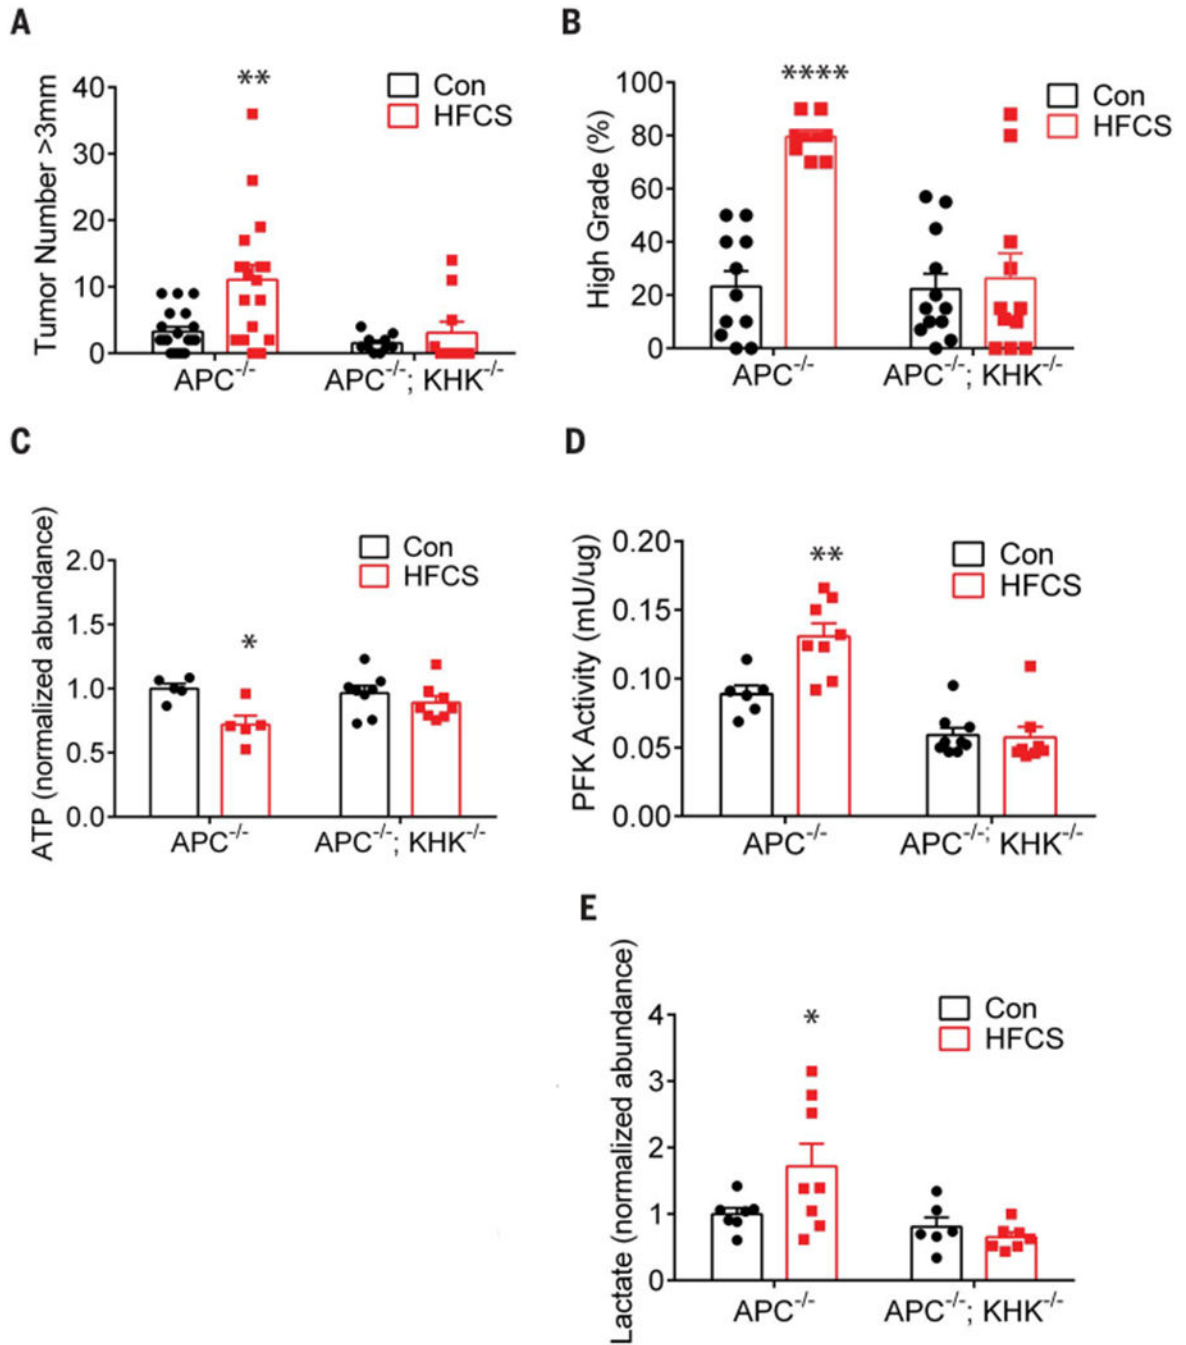 A
Tumor Number >3mm
40
30
20
10
0
**
Con
HFCS
APC-/-
APC-/-; KHK-/-
B
High Grade (%)
100
80
60
40
20
0
****
Con
HFCS
APC-/-
APC-/-; KHK-/-
C
ATP (normalized abundance)
2.0
1.5
1.0
0.5
0.0
*
Con
HFCS
APC-/-
APC-/-; KHK-/-
D
PFK Activity (mU/ug)
0.20
0.15
0.10
0.05
0.00
**
Con
HFCS
APC-/-
APC-/-; KHK-/-
E
Lactate (normalized abundance)
4
3
2
1
0
*
Con
HFCS
APC-/-
APC-/-; KHK-/-